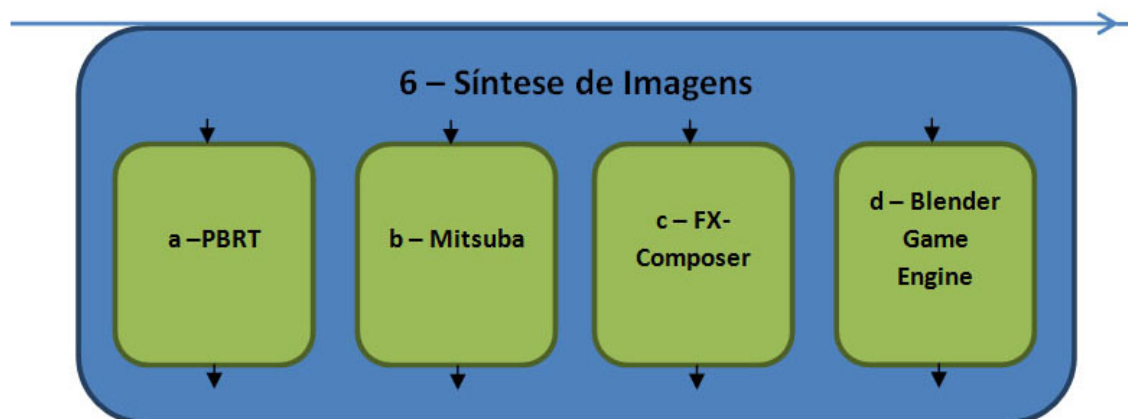 6 – Síntese de Imagens
a –PBRT
b – Mitsuba
c – FX-
Composer
d – Blender
Game
Engine